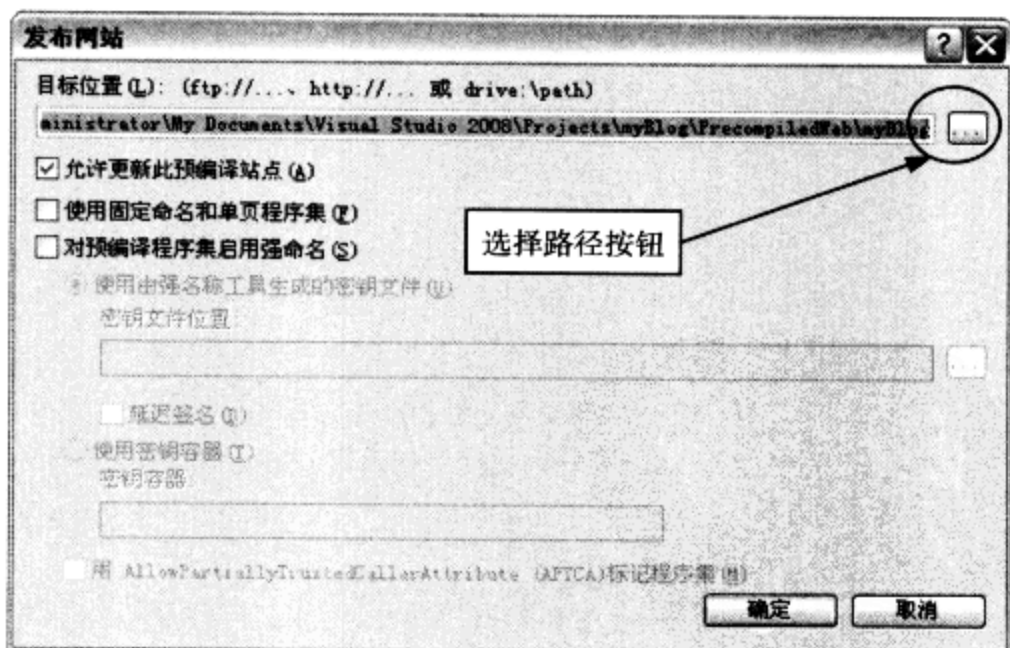 发布网站
目标位置(L): (ftp://...、http://... 或 drive:\path)
ministrator\My Documents\Visual Studio 2008\Projects\myBlog\PrecompiledWeb\myBlog
...
允许更新此预编译站点(A)
使用固定命名和单页程序集(F)
对预编译程序集启用强命名(S)
选择路径按钮
使用由强名称工具生成的密钥文件(U)
密钥文件位置:
...
延迟签名(D)
使用密钥容器(T)
密钥容器
用 AllowPartiallyTrustedCallerAttribute (APTCA)标记程序集(M)
确定
取消